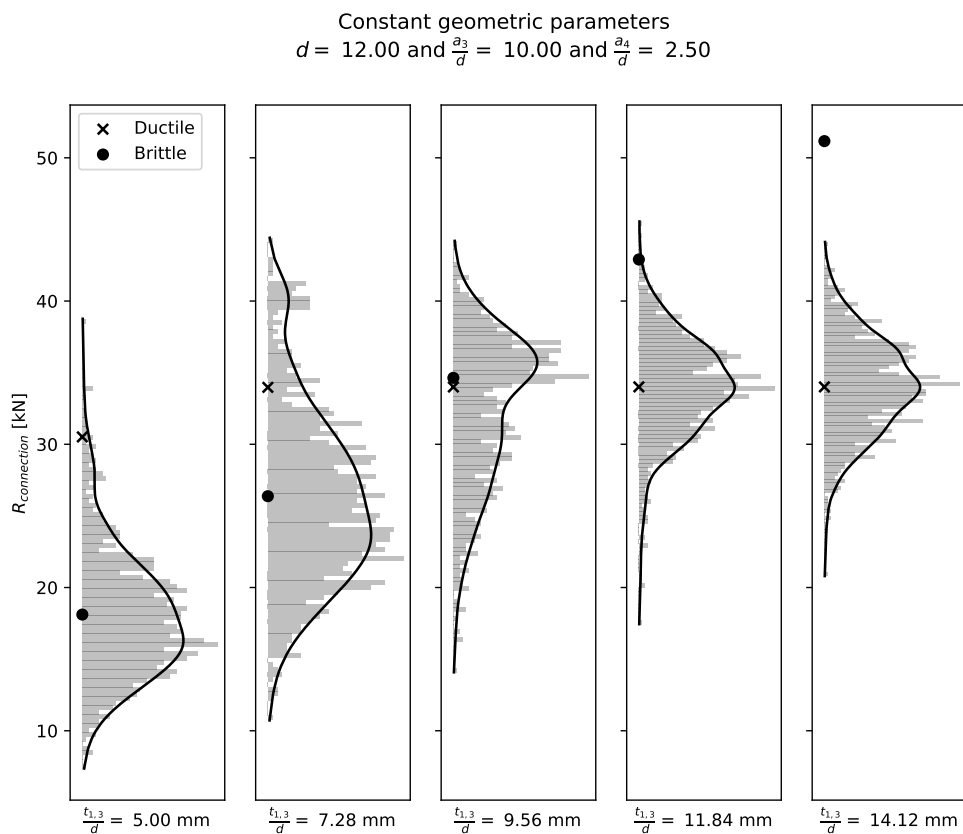 Constant geometric parameters
d = 12.00 and a₃/d = 10.00 and a₄/d = 2.50
Ductile
Brittle
50
40
30
20
10
R_connection [kN]
t₁,₃/d = 5.00 mm
t₁,₃/d = 7.28 mm
t₁,₃/d = 9.56 mm
t₁,₃/d = 11.84 mm
t₁,₃/d = 14.12 mm